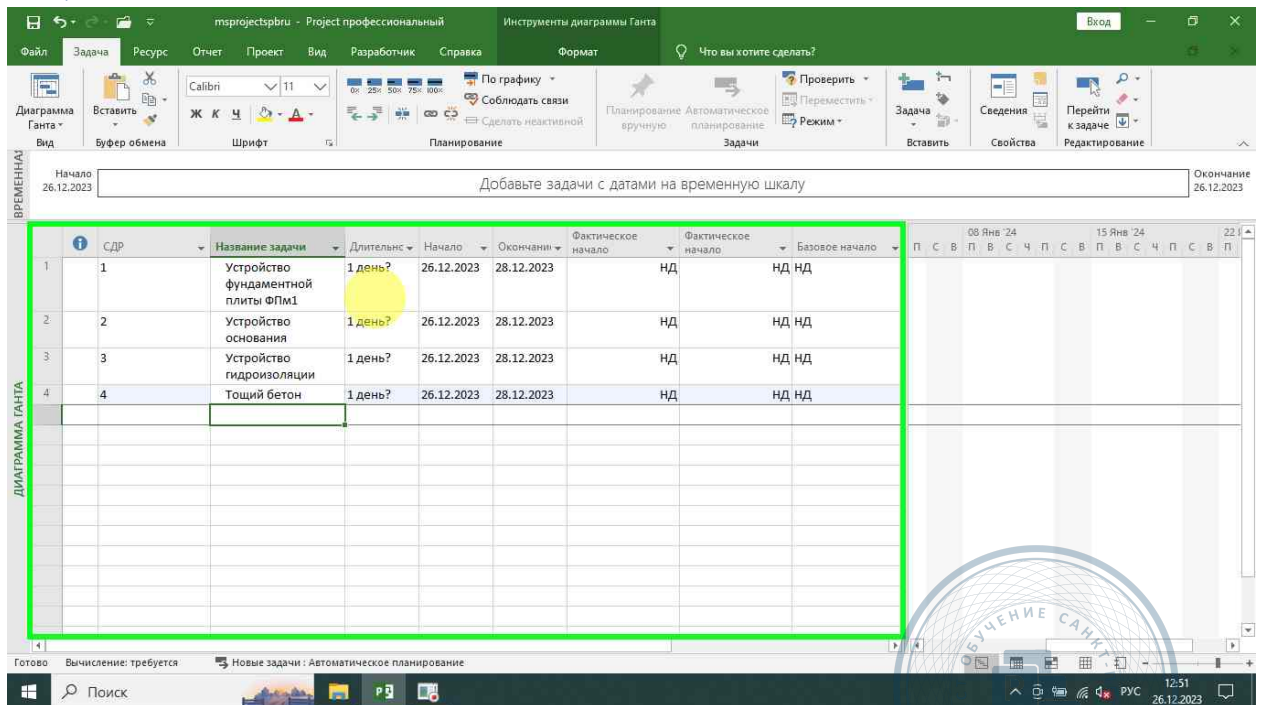 msprojectspbru - Project профессиональный
Инструменты диаграммы Ганта
Вход
Файл Задача Ресурс Отчет Проект Вид Разработчик Справка Формат Что вы хотите сделать?
Диаграмма Ганта
Вставить
Calibri 11
Ж К Ч А
0% 25% 50% 75% 100%
По графику
Соблюдать связи
Сделать неактивной
Планирование вручную
Автоматическое планирование
Проверить
Переместить
Режим
Задача
Сведения
Перейти к задаче
Вид Буфер обмена Шрифт Планирование Задачи Вставить Свойства Редактирование
ВРЕМЕННАЯ
Начало
26.12.2023
Добавьте задачи с датами на временную шкалу
Окончание
26.12.2023
СДР Название задачи Длительнс Начало Окончани Фактическое начало Фактическое начало Базовое начало
08 Янв '24 15 Янв '24 22
П С В П В С Ч П С В П В С Ч П С В П
1 1 Устройство фундаментной плиты ФПм1 1 день? 26.12.2023 28.12.2023 НД НД НД
2 2 Устройство основания 1 день? 26.12.2023 28.12.2023 НД НД НД
3 3 Устройство гидроизоляции 1 день? 26.12.2023 28.12.2023 НД НД НД
4 4 Тощий бетон 1 день? 26.12.2023 28.12.2023 НД НД НД
ДИАГРАММА ГАНТА
ОБУЧЕНИЕ САНКТ
Готово Вычисление: требуется Новые задачи : Автоматическое планирование
Поиск
РУС
12:51
26.12.2023